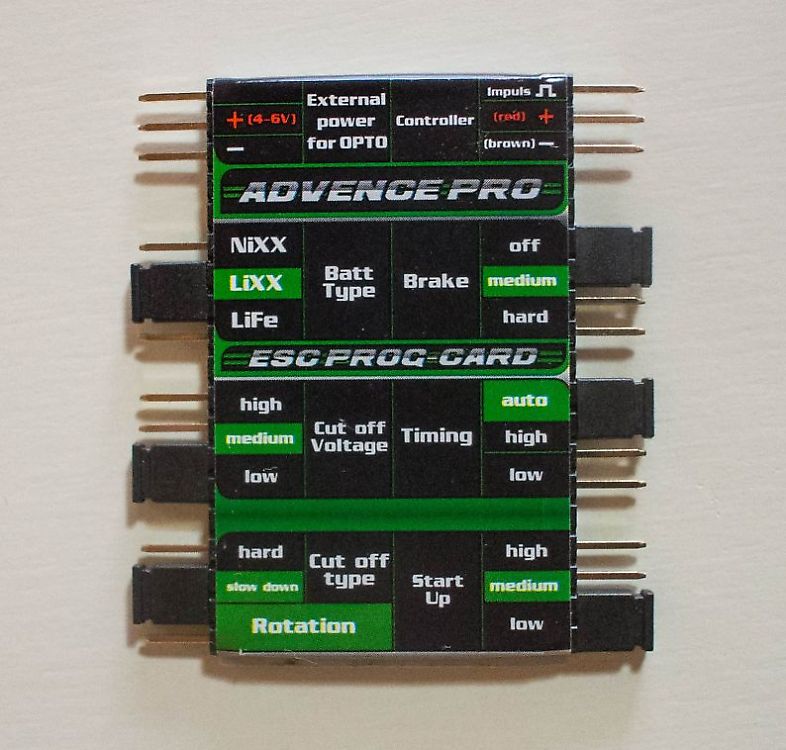 External power for OPTO
Controller
Impuls
+ (4-6V)
(red) +
−
(brown) −
ADVENCE PRO
NiXX
LiXX
LiFe
Batt Type
Brake
off
medium
hard
ESC PROG CARD
high
medium
low
Cut off Voltage
Timing
auto
high
low
hard
slow down
Cut off type
Rotation
Start Up
high
medium
low